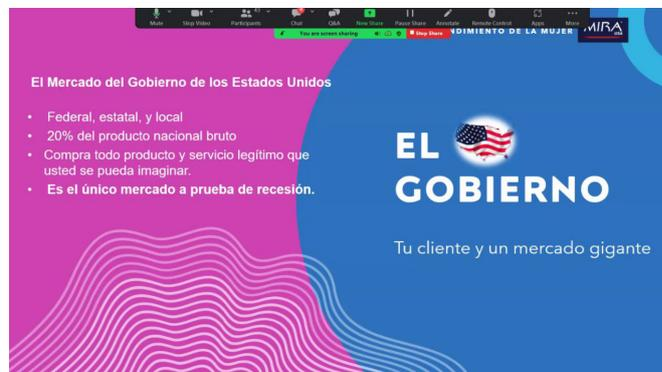 Mute
Stop Video
Participants
43
Chat
Q&A
New Share
Pause Share
Annotate
Remote Control
Apps
More
You are screen sharing
Stop Share
NDIMIENTO DE LA MUJER
MIRA
USA
El Mercado del Gobierno de los Estados Unidos
• Federal, estatal, y local
• 20% del producto nacional bruto
• Compra todo producto y servicio legítimo que
usted se pueda imaginar.
• Es el único mercado a prueba de recesión.
EL
GOBIERNO
Tu cliente y un mercado gigante